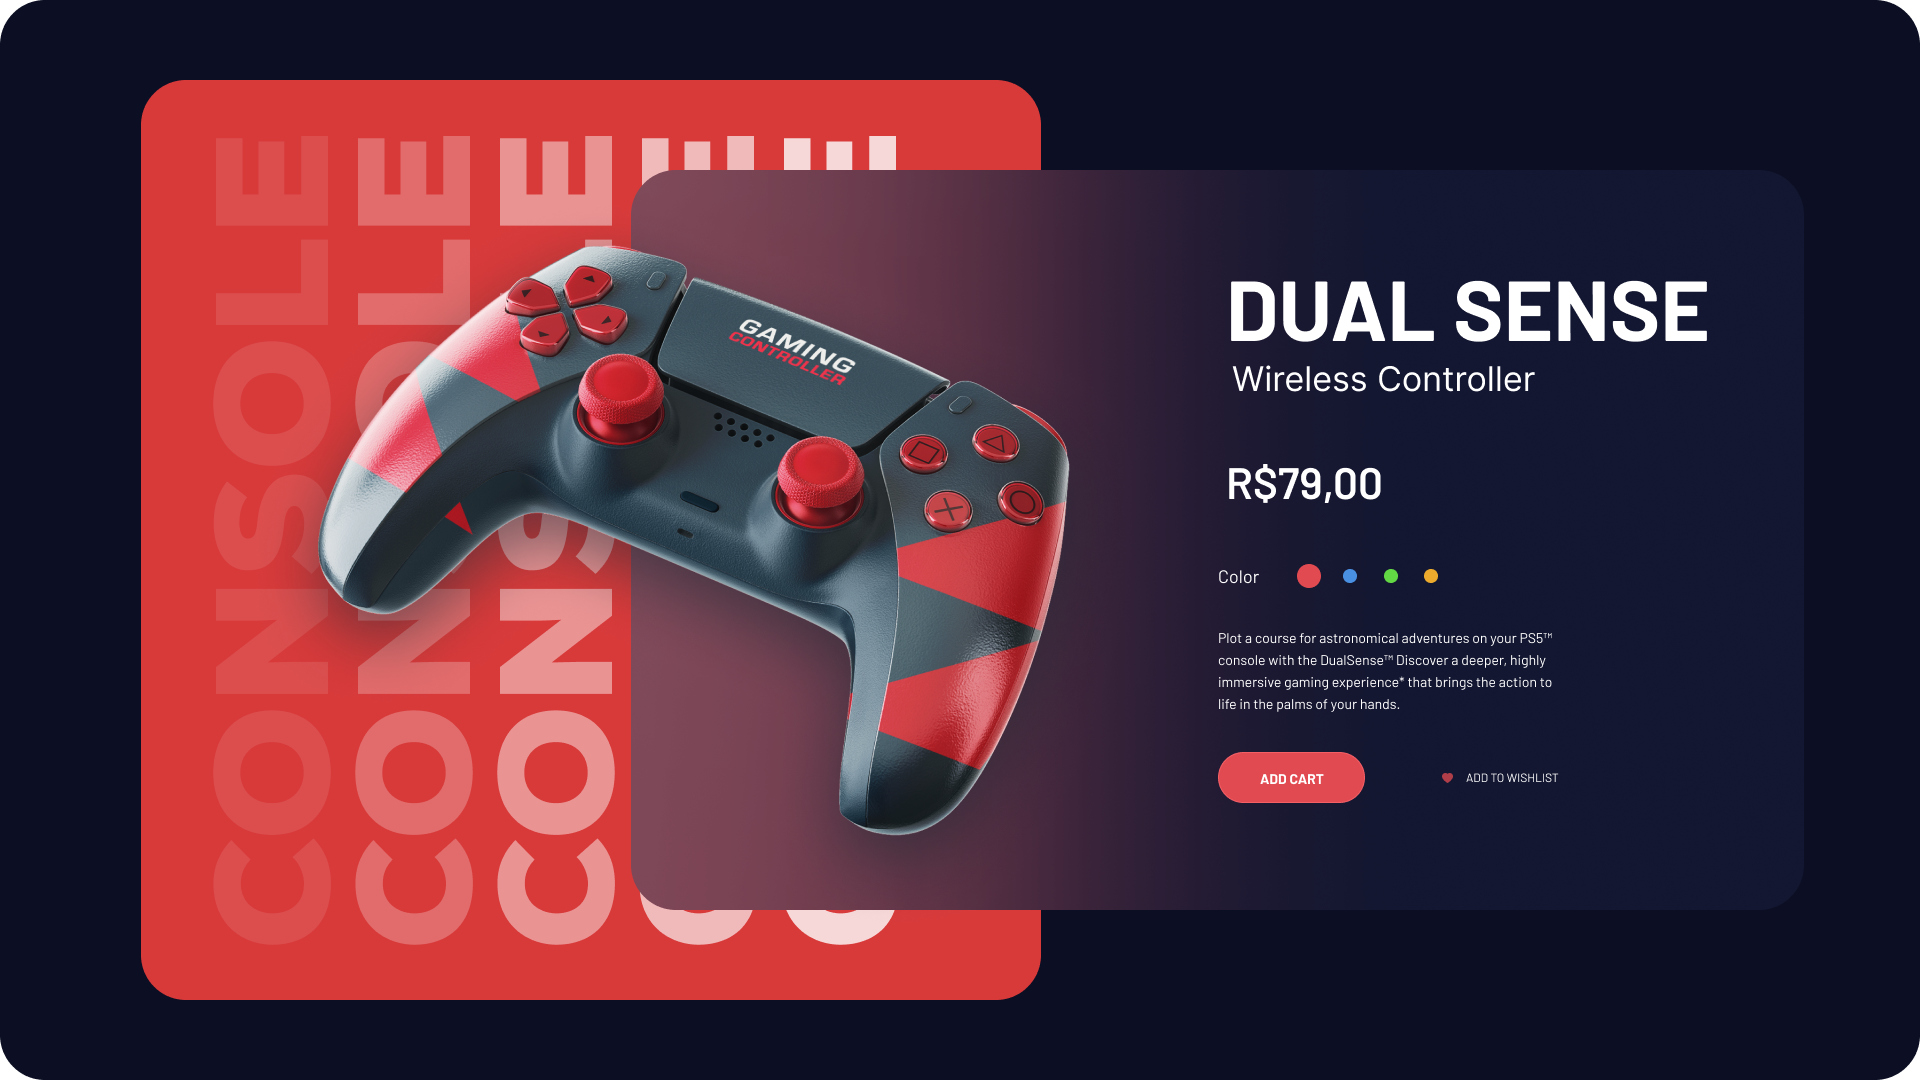 CONSOLE
CONSOLE
CONSOLE
GAMING
CONTROLLER
DUAL SENSE
Wireless Controller
R$79,00
Color
Plot a course for astronomical adventures on your PS5™
console with the DualSense™ Discover a deeper, highly
immersive gaming experience* that brings the action to
life in the palms of your hands.
ADD CART
ADD TO WISHLIST